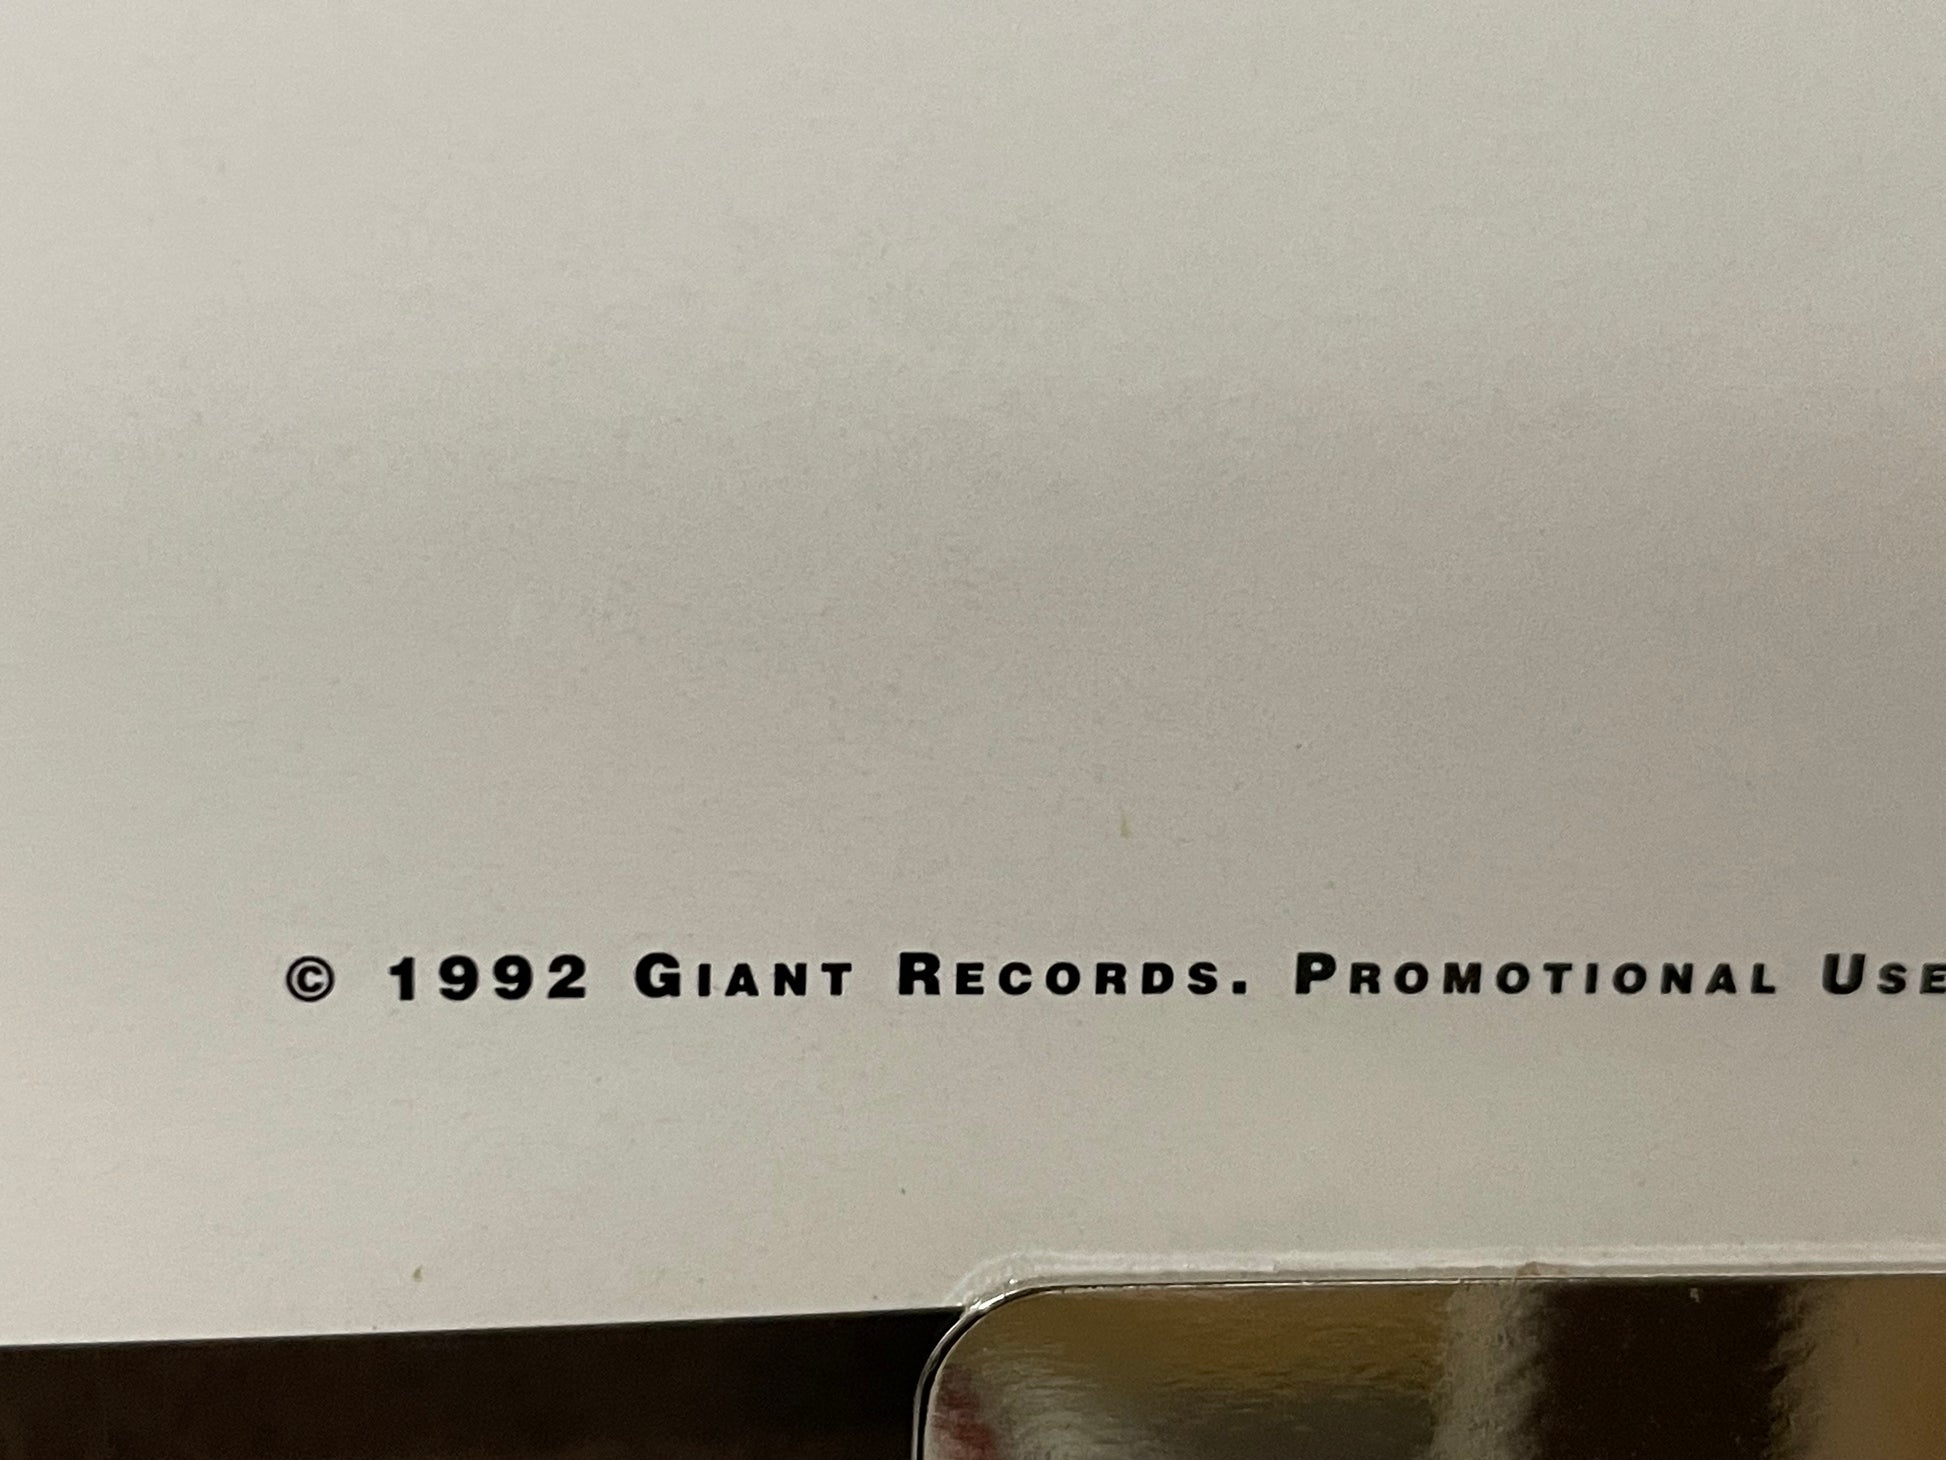 © 1992 GIANT RECORDS. PROMOTIONAL USE